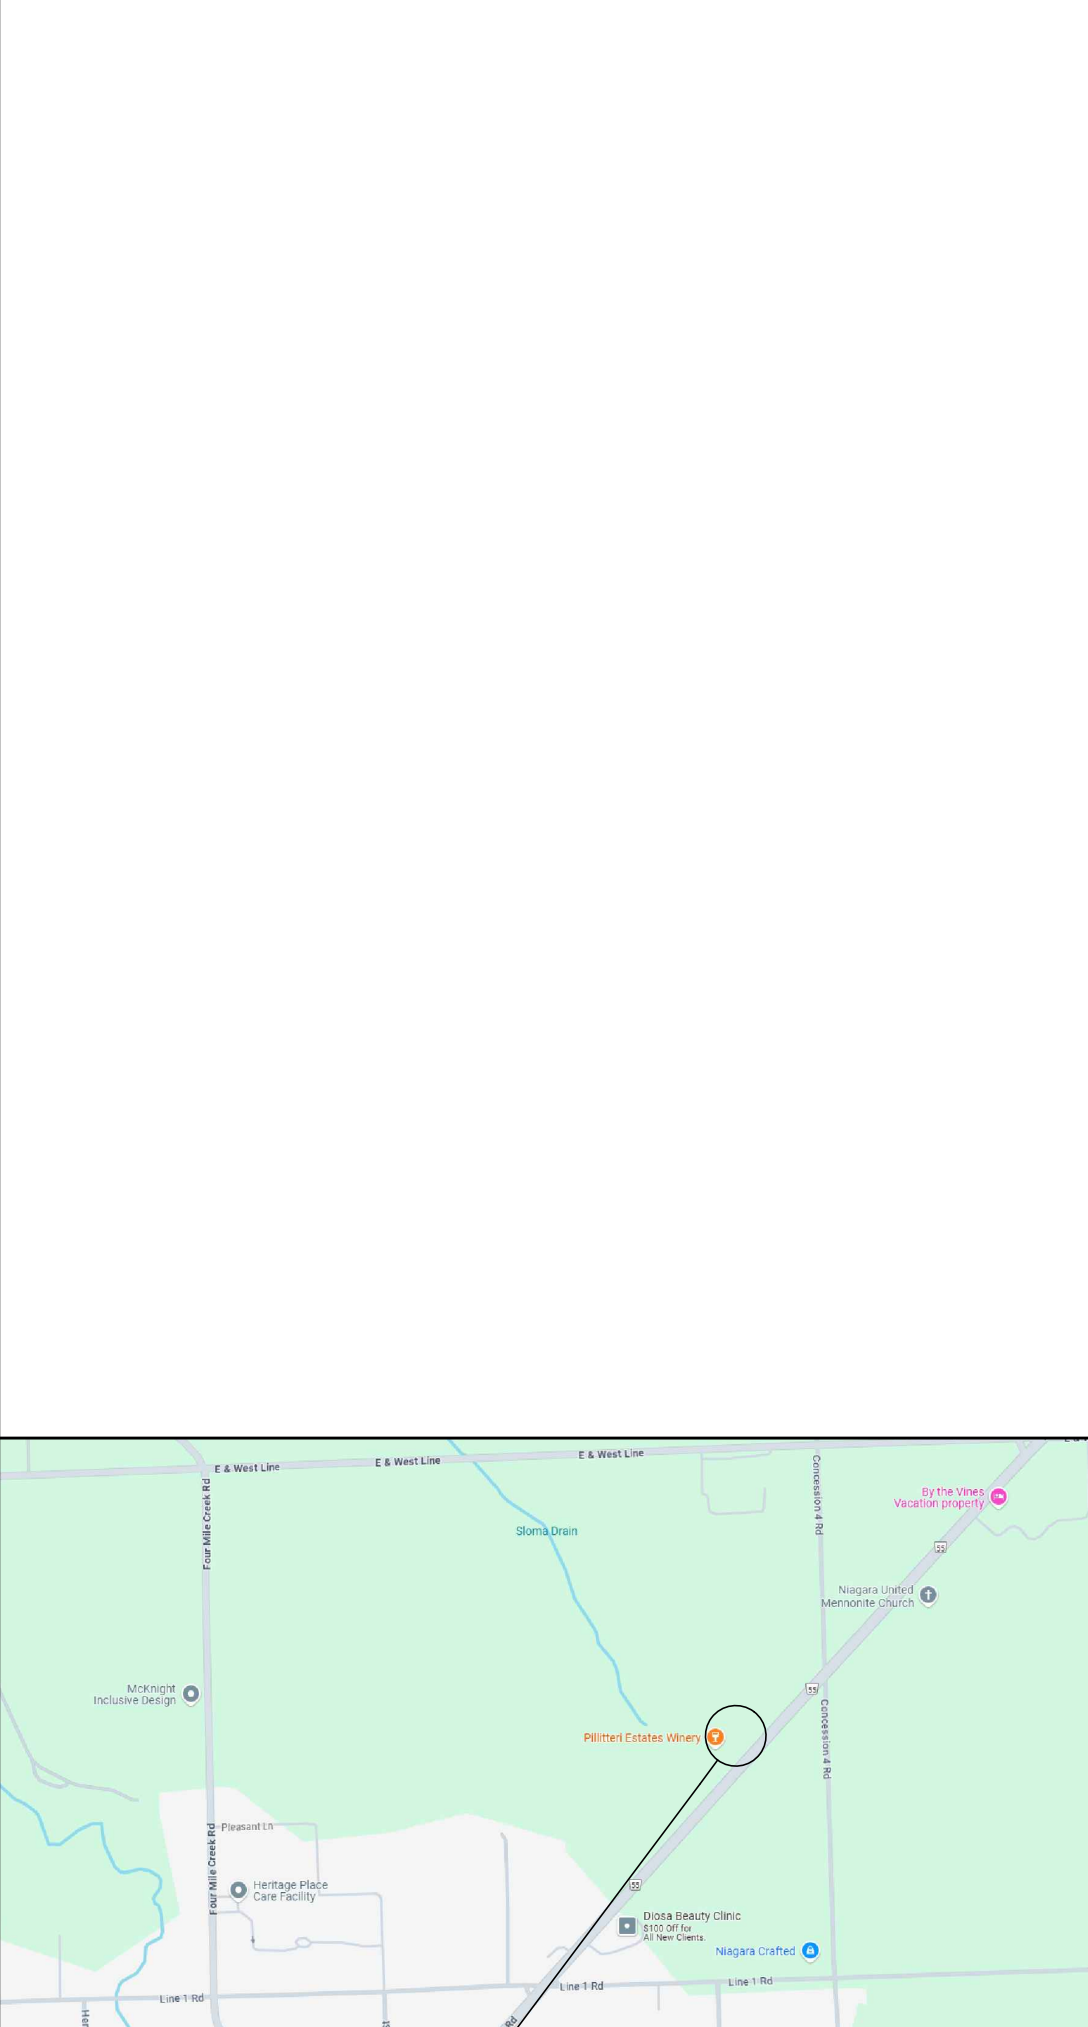 E & West Line
E & West Line
E & West Line
Four Mile Creek Rd
Concession 4 Rd
By the Vines
Vacation property
Sloma Drain
55
Niagara United
Mennonite Church
McKnight
Inclusive Design
55
Concession 4 Rd
Pillitteri Estates Winery
Four Mile Creek Rd
Pleasant Ln
Heritage Place
Care Facility
55
Diosa Beauty Clinic
$100 Off for
All New Clients.
Niagara Crafted
Line 1 Rd
Line 1 Rd
Line 1 Rd
Rd